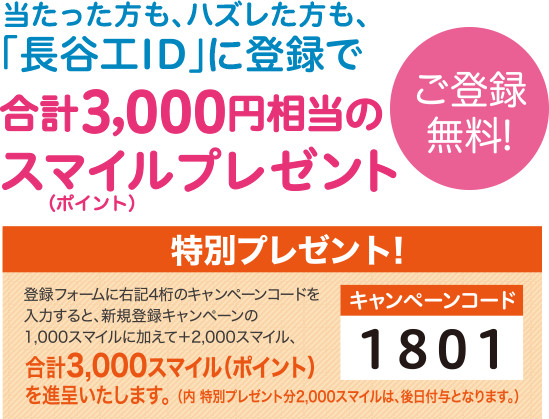 当たった方も、ハズレた方も、
「長谷工ID」に登録で
合計3,000円相当の
スマイルプレゼント
（ポイント）
ご登録
無料!
特別プレゼント!
登録フォームに右記4桁のキャンペーンコードを
入力すると、新規登録キャンペーンの
1,000スマイルに加えて+2,000スマイル、
合計3,000スマイル（ポイント）
を進呈いたします。（内 特別プレゼント分2,000スマイルは、後日付与となります。）
キャンペーンコード
1801